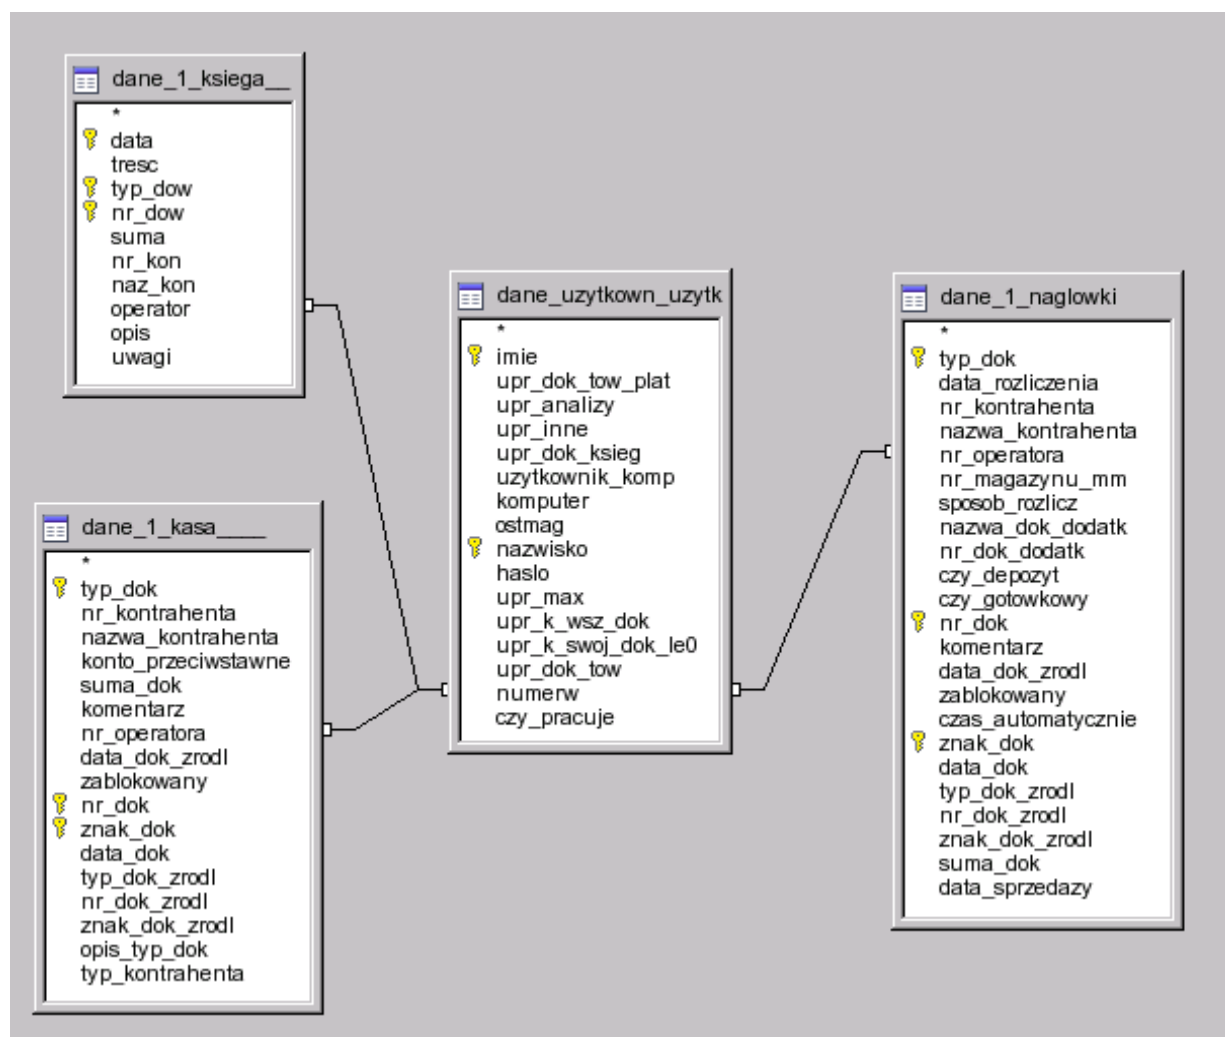 dane_1_ksiega__
*
data
tresc
typ_dow
nr_dow
suma
nr_kon
naz_kon
operator
opis
uwagi
dane_1_kasa____
*
typ_dok
nr_kontrahenta
nazwa_kontrahenta
konto_przeciwstawne
suma_dok
komentarz
nr_operatora
data_dok_zrodl
zablokowany
nr_dok
znak_dok
data_dok
typ_dok_zrodl
nr_dok_zrodl
znak_dok_zrodl
opis_typ_dok
typ_kontrahenta
dane_uzytkown_uzytk
*
imie
upr_dok_tow_plat
upr_analizy
upr_inne
upr_dok_ksieg
uzytkownik_komp
komputer
ostmag
nazwisko
haslo
upr_max
upr_k_wsz_dok
upr_k_swoj_dok_le0
upr_dok_tow
numerw
czy_pracuje
dane_1_naglowki
*
typ_dok
data_rozliczenia
nr_kontrahenta
nazwa_kontrahenta
nr_operatora
nr_magazynu_mm
sposob_rozlicz
nazwa_dok_dodatk
nr_dok_dodatk
czy_depozyt
czy_gotowkowy
nr_dok
komentarz
data_dok_zrodl
zablokowany
czas_automatycznie
znak_dok
data_dok
typ_dok_zrodl
nr_dok_zrodl
znak_dok_zrodl
suma_dok
data_sprzedazy